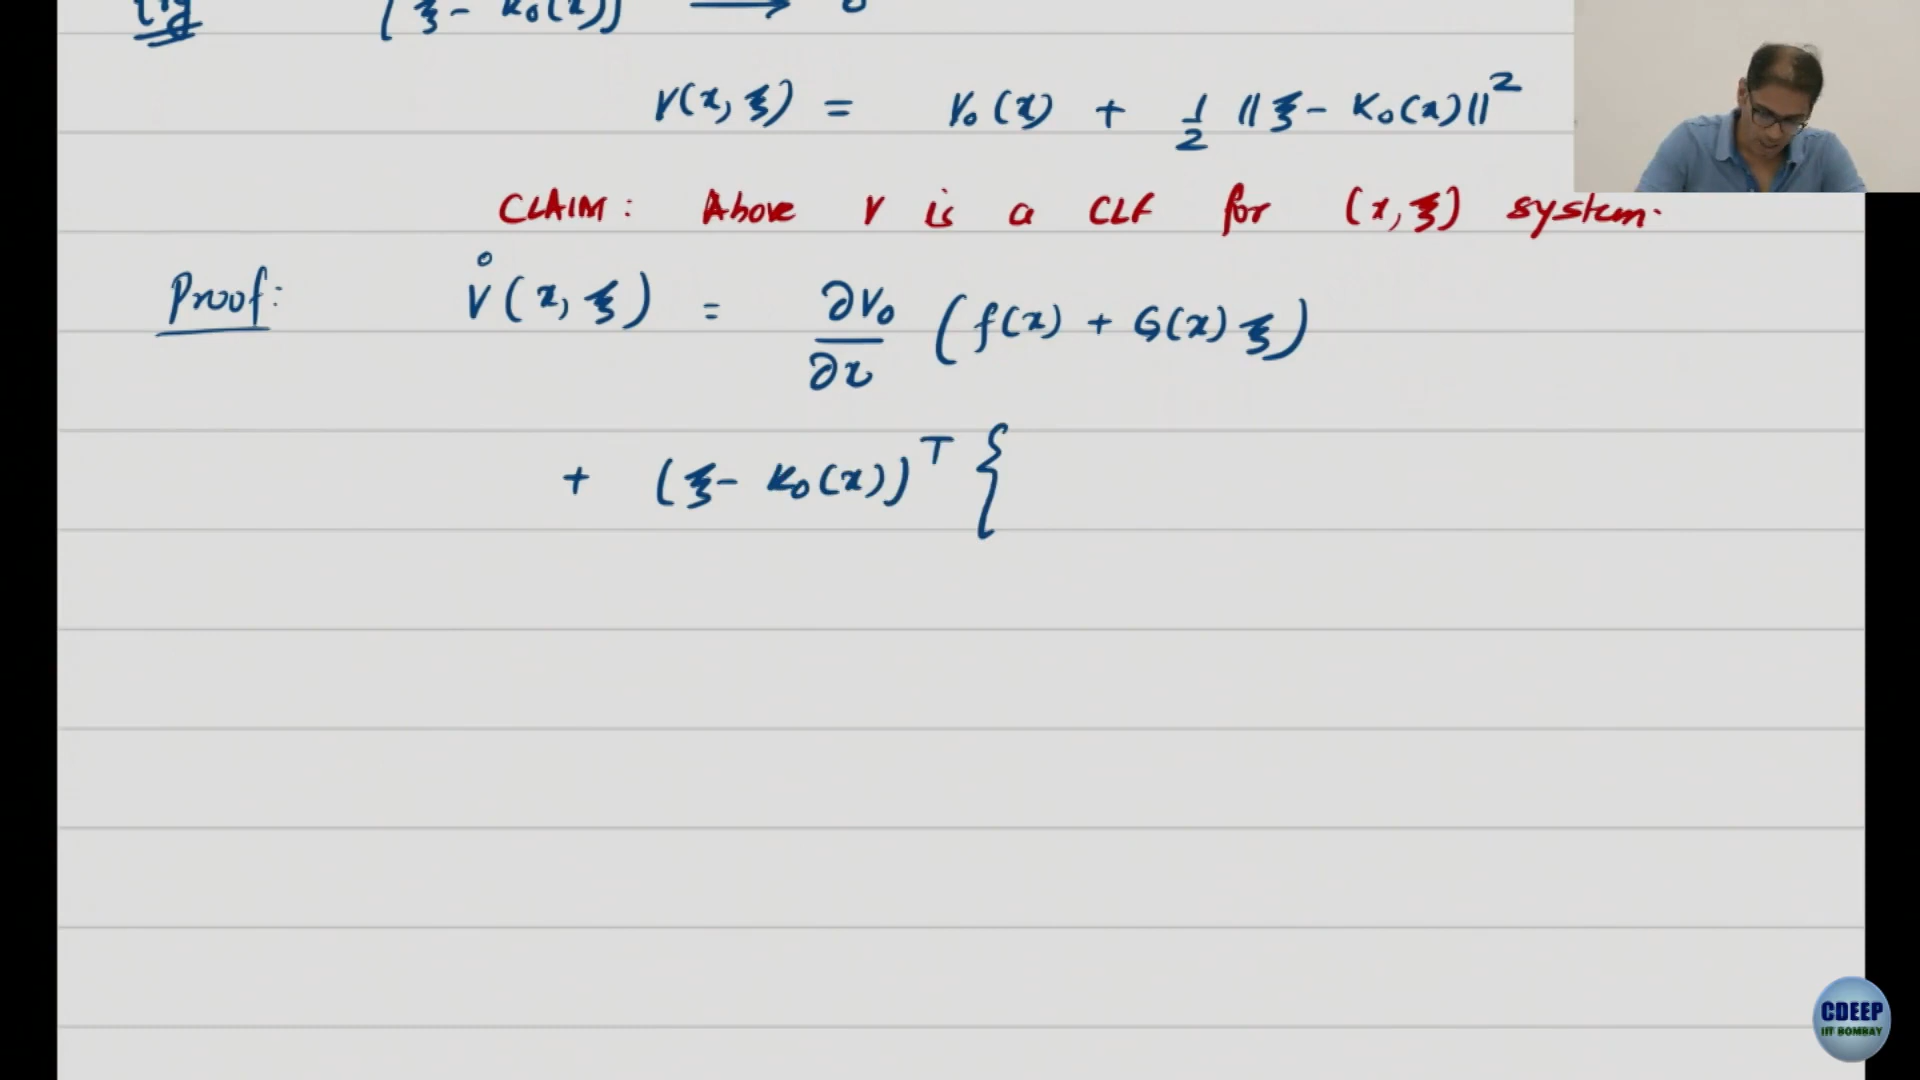 (ξ - K₀(x)) ⟶ 0
V(x, ξ) = V₀(x) + 1/2 ||ξ - K₀(x)||²
CLAIM: Above V is a CLF for (x, ξ) system.
Proof: V̇(x, ξ) = ∂V₀/∂x (f(x) + G(x) ξ)
+ (ξ - K₀(x))ᵀ {
CDEEP
IIT BOMBAY